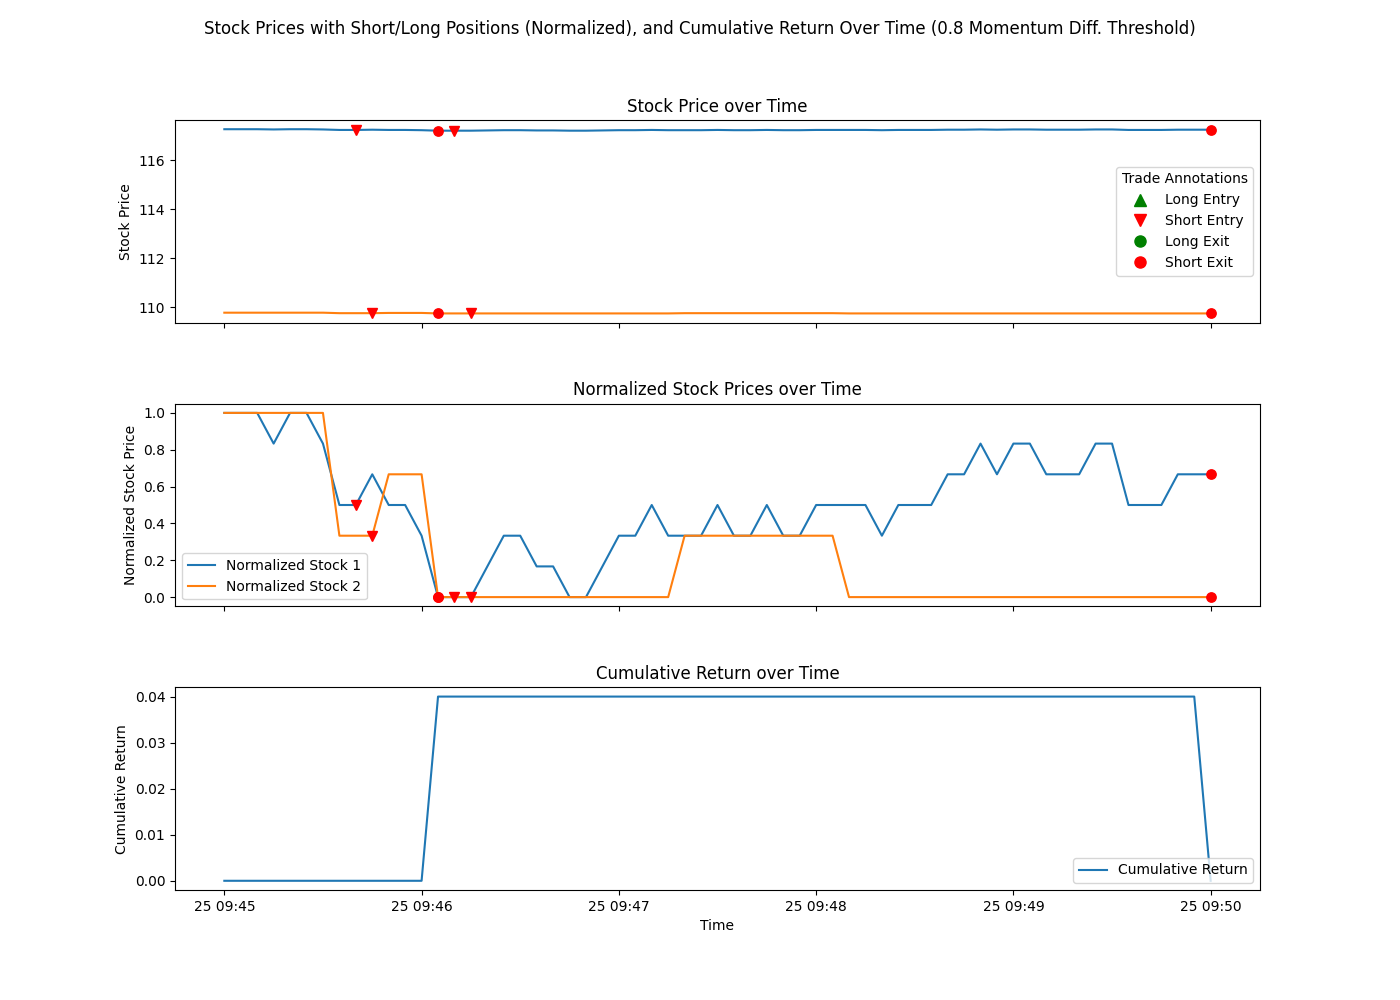 Stock Prices with Short/Long Positions (Normalized), and Cumulative Return Over Time (0.8 Momentum Diff. Threshold)
Stock Price over Time
Stock Price
116
114
112
110
Trade Annotations
Long Entry
Short Entry
Long Exit
Short Exit
Normalized Stock Prices over Time
Normalized Stock Price
1.0
0.8
0.6
0.4
0.2
0.0
Normalized Stock 1
Normalized Stock 2
Cumulative Return over Time
Cumulative Return
0.04
0.03
0.02
0.01
0.00
Cumulative Return
25 09:45 25 09:46 25 09:47 25 09:48 25 09:49 25 09:50
Time